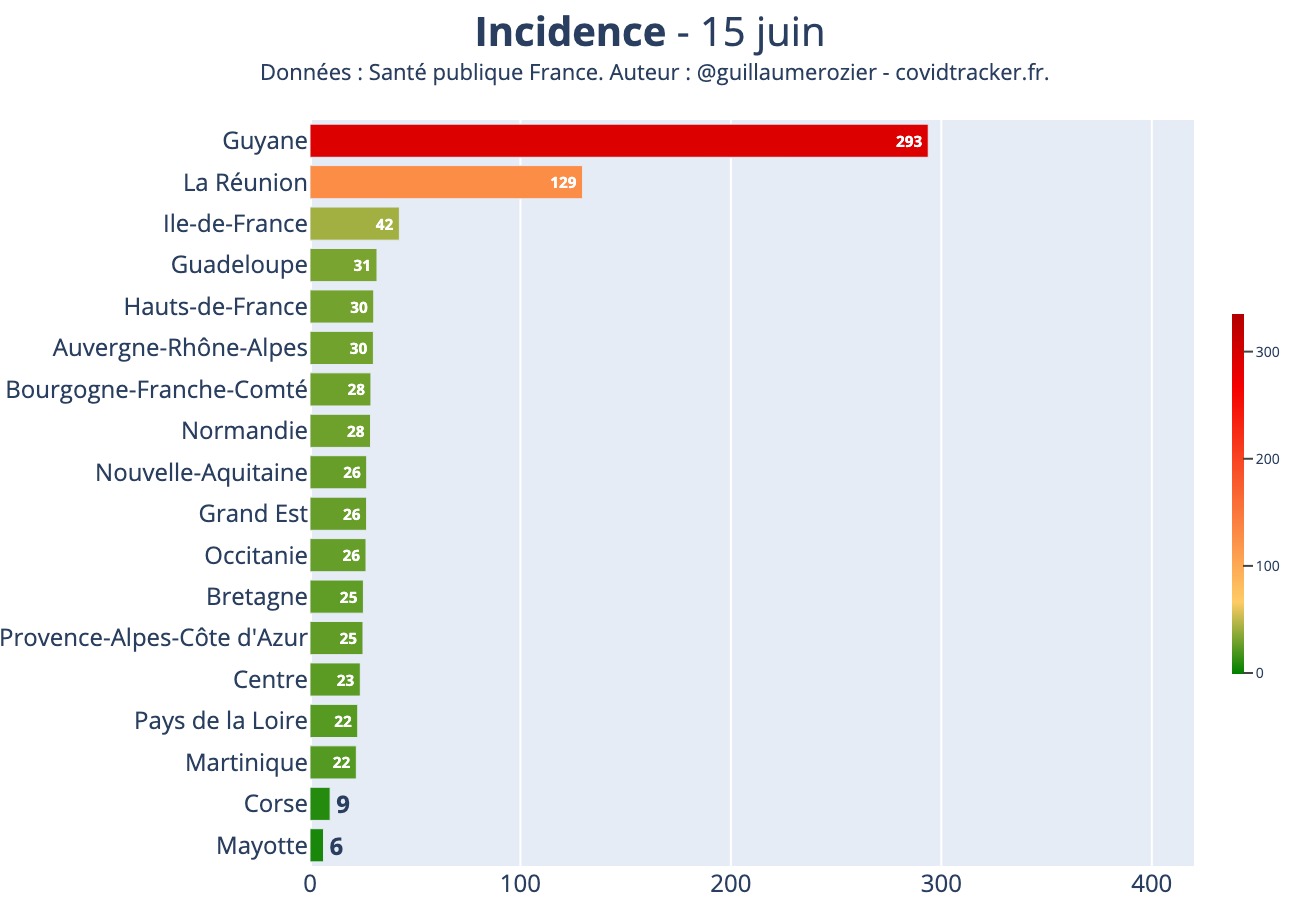 Incidence - 15 juin
Données : Santé publique France. Auteur : @guillaumerozier - covidtracker.fr.
Guyane 293
La Réunion 129
Ile-de-France 42
Guadeloupe 31
Hauts-de-France 30
Auvergne-Rhône-Alpes 30
Bourgogne-Franche-Comté 28
Normandie 28
Nouvelle-Aquitaine 26
Grand Est 26
Occitanie 26
Bretagne 25
Provence-Alpes-Côte d'Azur 25
Centre 23
Pays de la Loire 22
Martinique 22
Corse 9
Mayotte 6
0 100 200 300 400
300
200
100
0